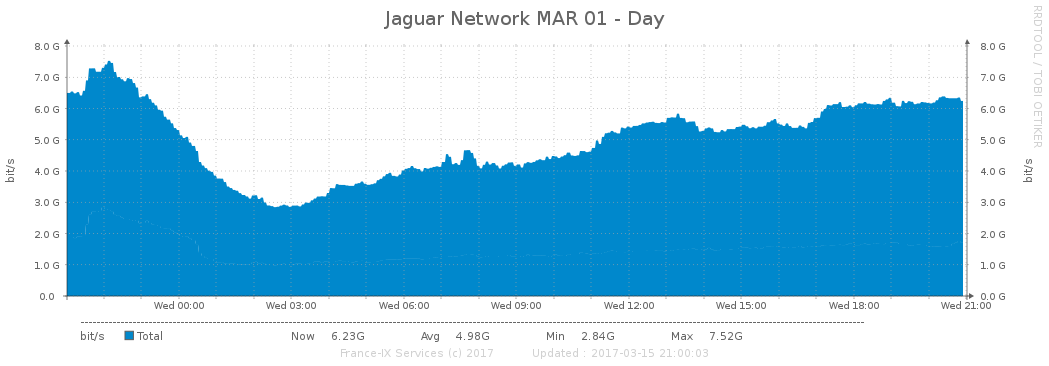 Jaguar Network MAR 01 - Day
RRDTOOL / TOBI OETIKER
bit/s
8.0 G 8.0 G
7.0 G 7.0 G
6.0 G 6.0 G
5.0 G 5.0 G
4.0 G 4.0 G
3.0 G 3.0 G
2.0 G 2.0 G
1.0 G 1.0 G
0.0 0.0 G
bit/s
Wed 00:00 Wed 03:00 Wed 06:00 Wed 09:00 Wed 12:00 Wed 15:00 Wed 18:00 Wed 21:00
bit/s Total Now 6.23G Avg 4.98G Min 2.84G Max 7.52G
France-IX Services (c) 2017 Updated : 2017-03-15 21:00:03